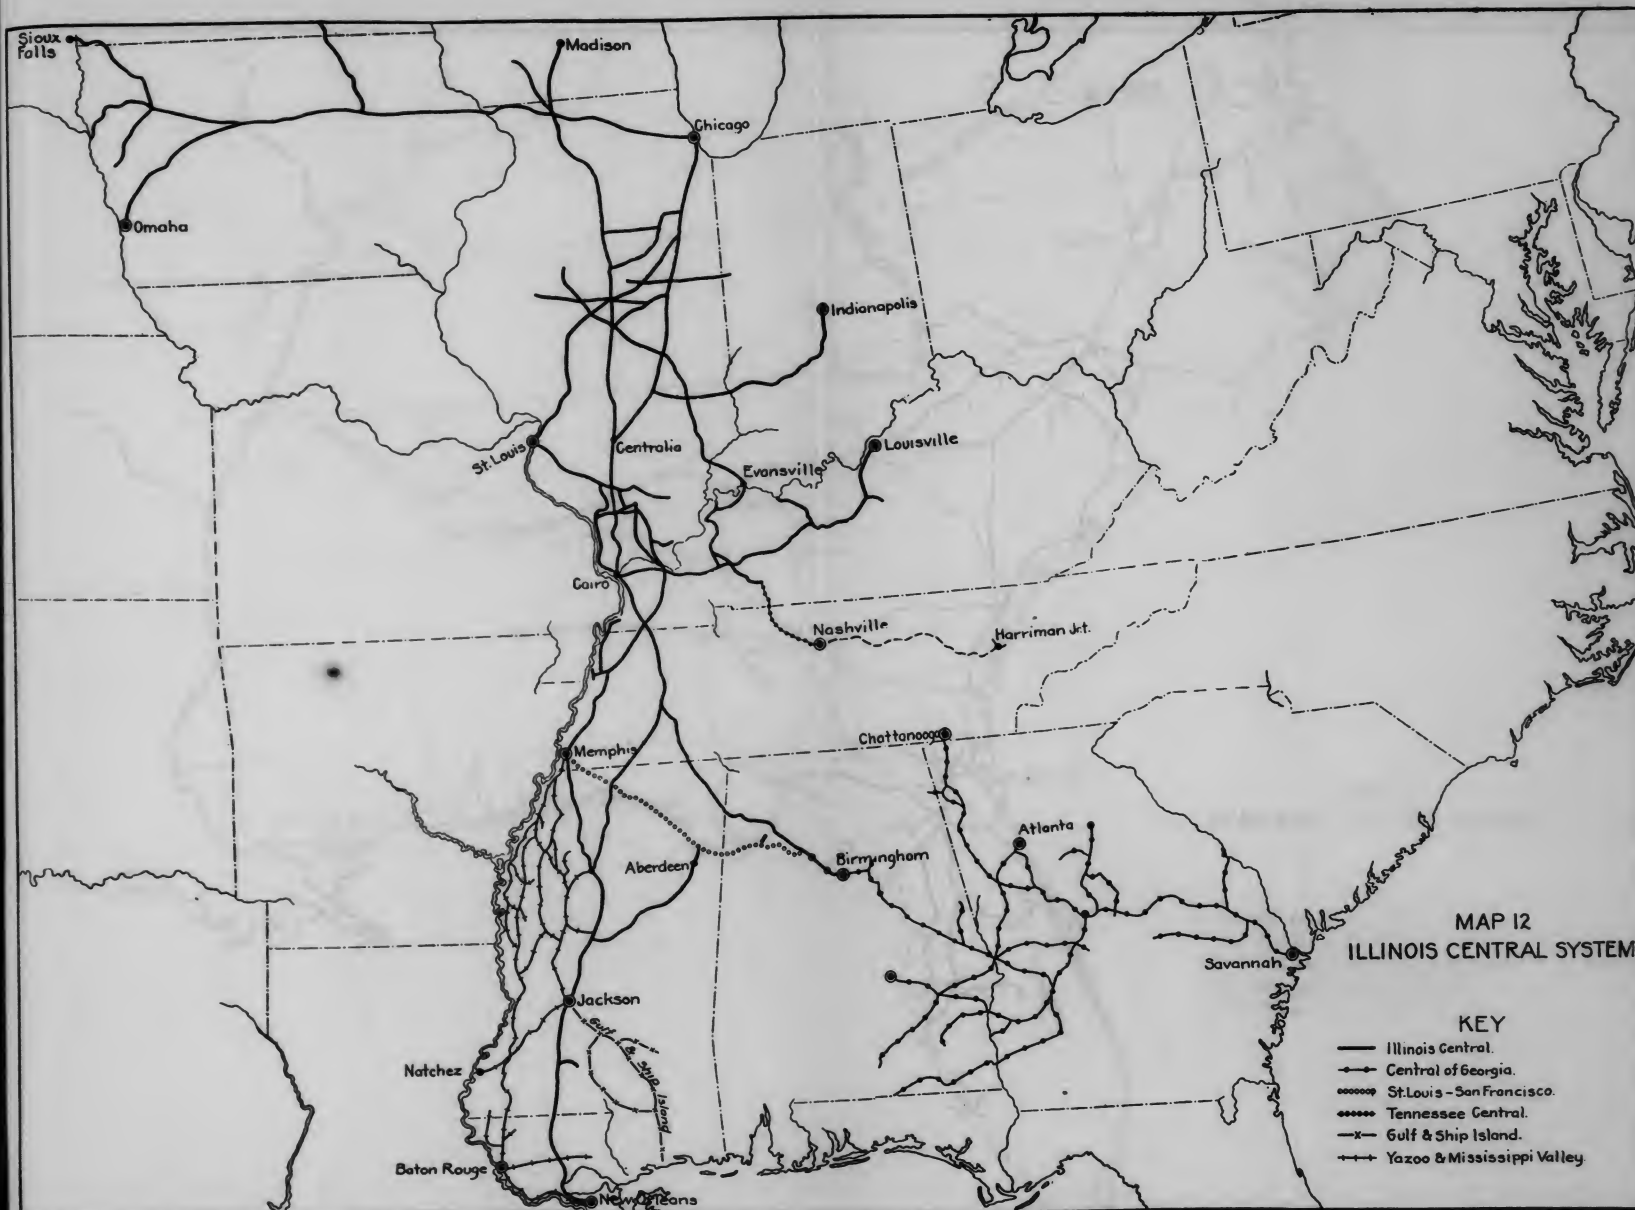 Sioux
Falls
Madison
Chicago
Omaha
Indianapolis
St. Louis
Centralia
Evansville
Louisville
Cairo
Nashville
Harriman Jct.
Memphis
Chattanooga
Aberdeen
Birmingham
Atlanta
Savannah
Jackson
Gulf & Ship Island
Natchez
Baton Rouge
New Orleans
MAP 12
ILLINOIS CENTRAL SYSTEM
KEY
Illinois Central.
Central of Georgia.
St. Louis - San Francisco.
Tennessee Central.
Gulf & Ship Island.
Yazoo & Mississippi Valley.